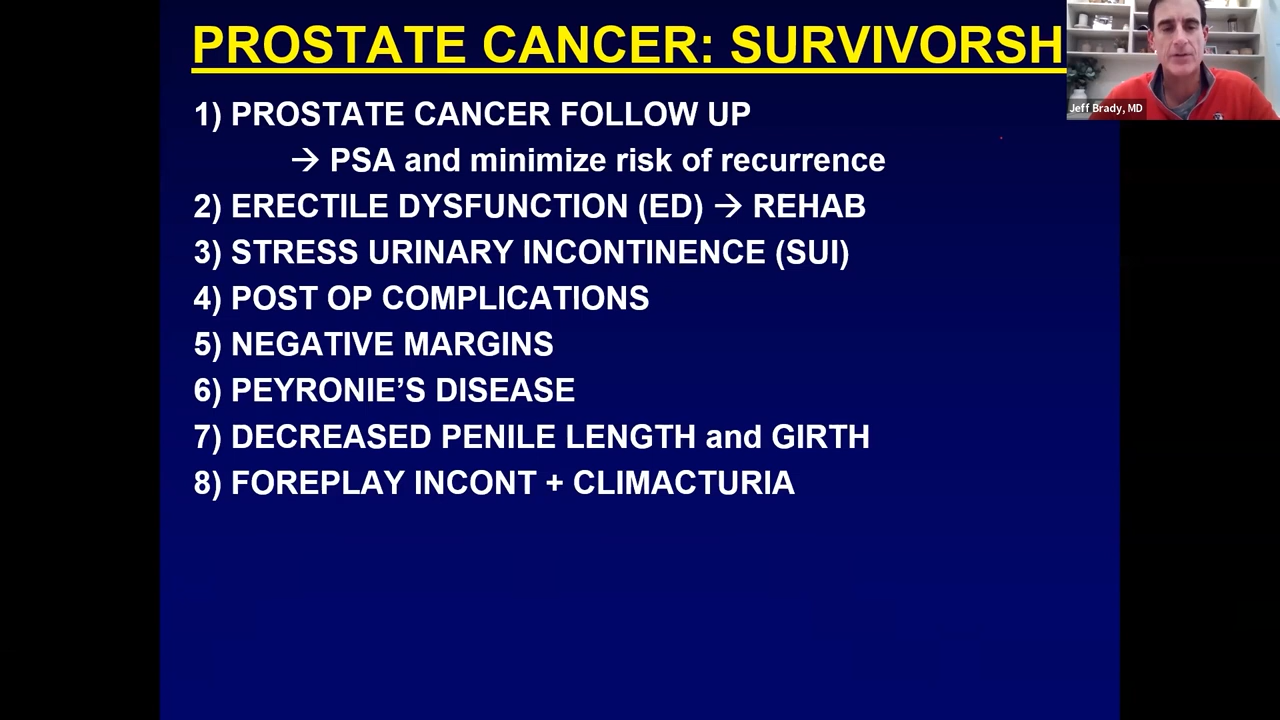 PROSTATE CANCER: SURVIVORSH
Jeff Brady, MD
1) PROSTATE CANCER FOLLOW UP
→ PSA and minimize risk of recurrence
2) ERECTILE DYSFUNCTION (ED) → REHAB
3) STRESS URINARY INCONTINENCE (SUI)
4) POST OP COMPLICATIONS
5) NEGATIVE MARGINS
6) PEYRONIE’S DISEASE
7) DECREASED PENILE LENGTH and GIRTH
8) FOREPLAY INCONT + CLIMACTURIA